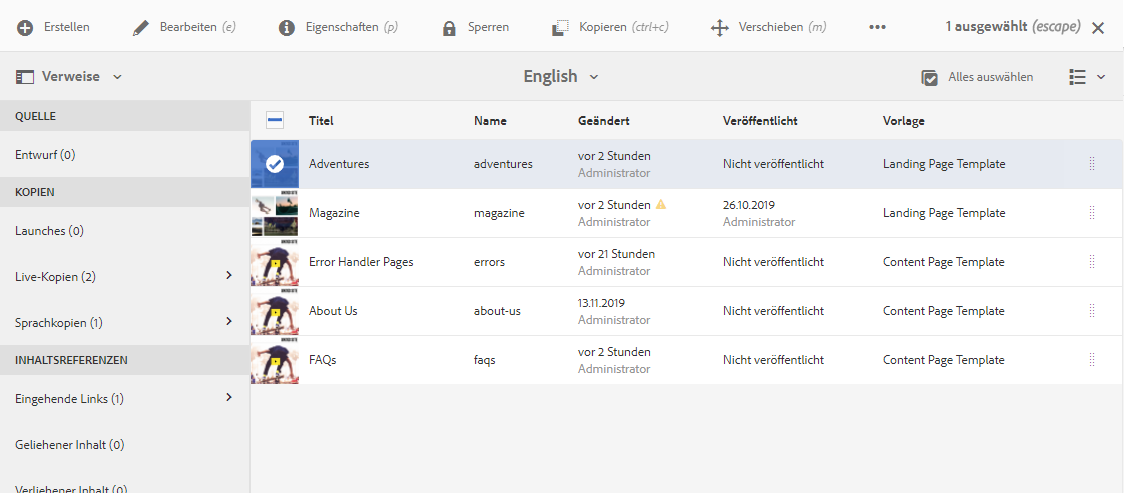 Erstellen Bearbeiten (e) Eigenschaften (p) Sperren Kopieren (ctrl+c) Verschieben (m) ••• 1 ausgewählt (escape)
Verweise English Alles auswählen
QUELLE
Entwurf (0)
KOPIEN
Launches (0)
Live-Kopien (2)
Sprachkopien (1)
INHALTSREFERENZEN
Eingehende Links (1)
Geliehener Inhalt (0)
Verliehener Inhalt (0)
Titel Name Geändert Veröffentlicht Vorlage
Adventures adventures vor 2 Stunden Nicht veröffentlicht Landing Page Template
Administrator
Magazine magazine vor 2 Stunden 26.10.2019 Landing Page Template
Administrator Administrator
Error Handler Pages errors vor 21 Stunden Nicht veröffentlicht Content Page Template
Administrator
About Us about-us 13.11.2019 Nicht veröffentlicht Content Page Template
Administrator
FAQs faqs vor 2 Stunden Nicht veröffentlicht Content Page Template
Administrator